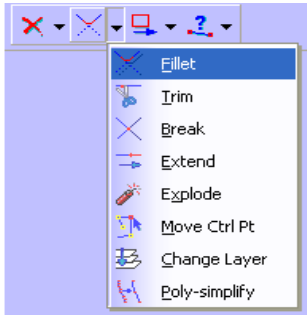 Fillet
Trim
Break
Extend
Explode
Move Ctrl Pt
Change Layer
Poly-simplify